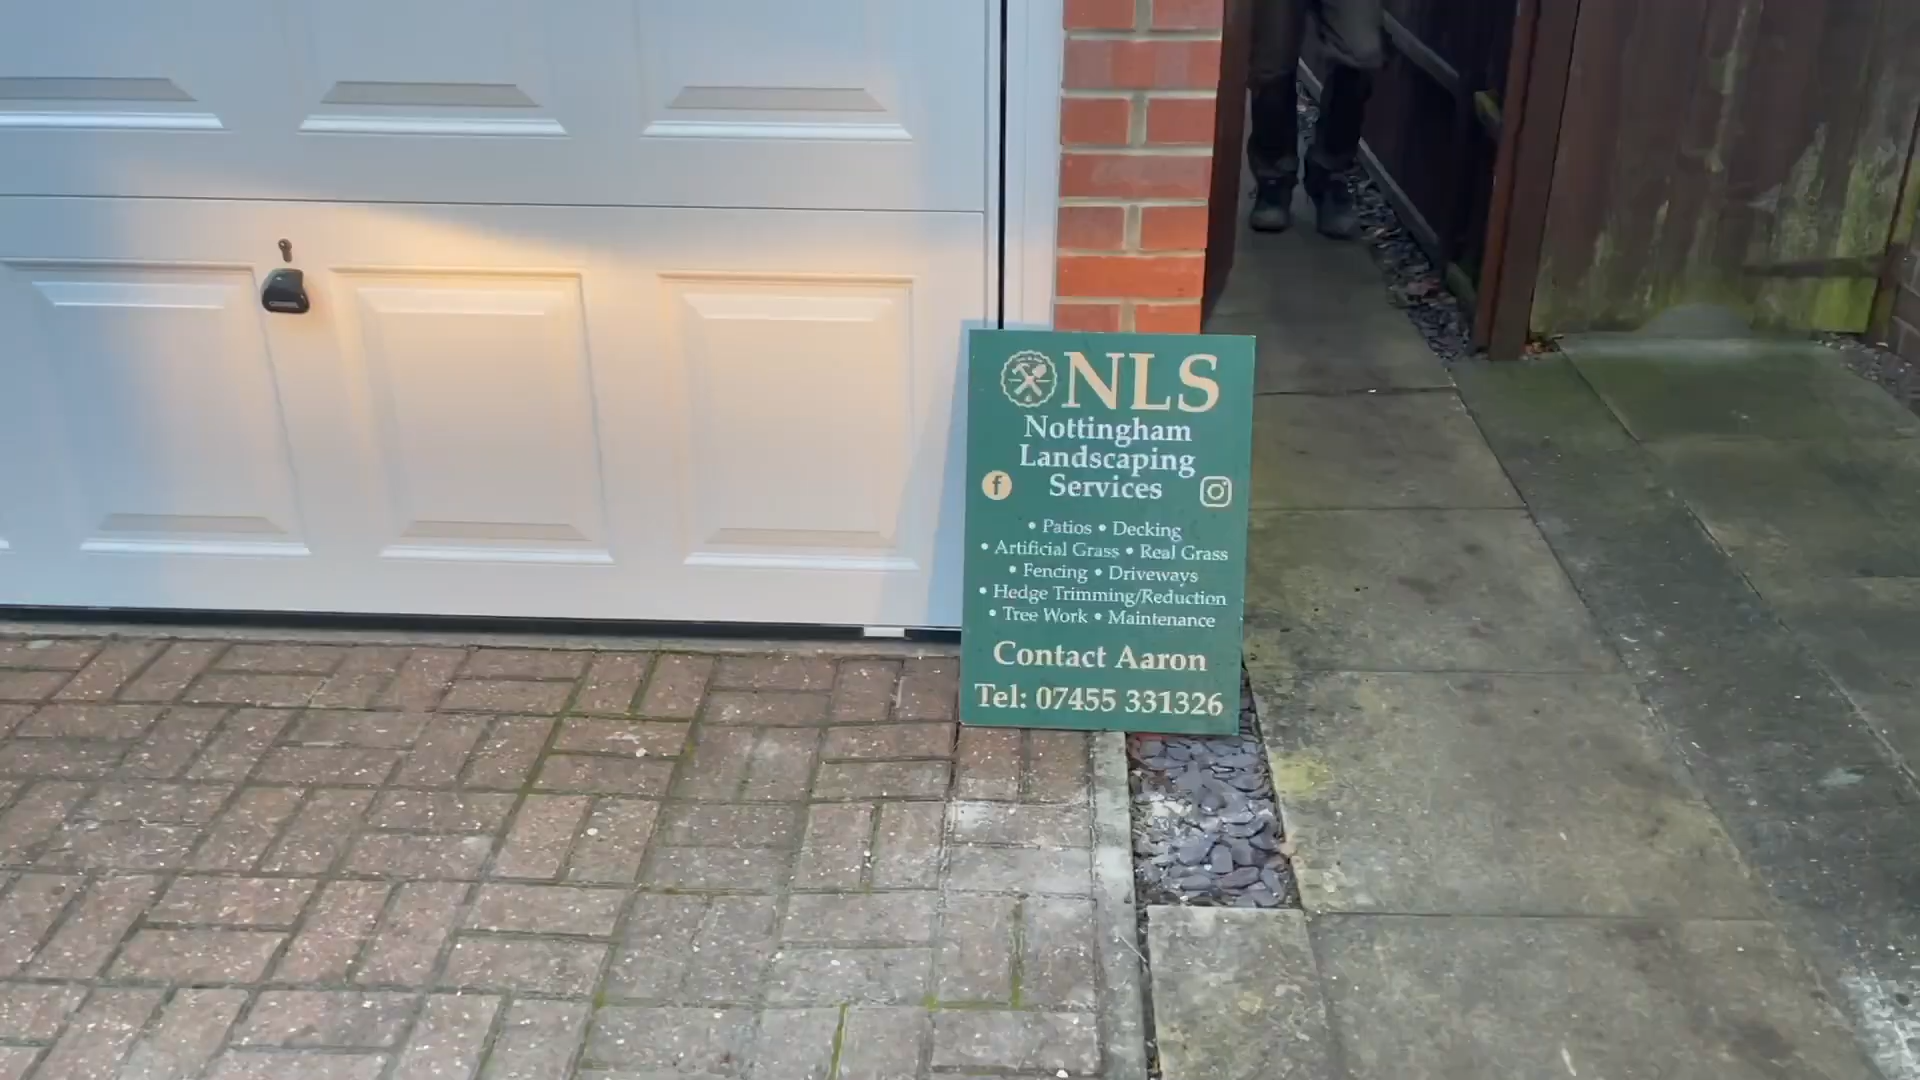 NLS
Nottingham
Landscaping
Services
f
• Patios • Decking
• Artificial Grass • Real Grass
• Fencing • Driveways
• Hedge Trimming/Reduction
• Tree Work • Maintenance
Contact Aaron
Tel: 07455 331326